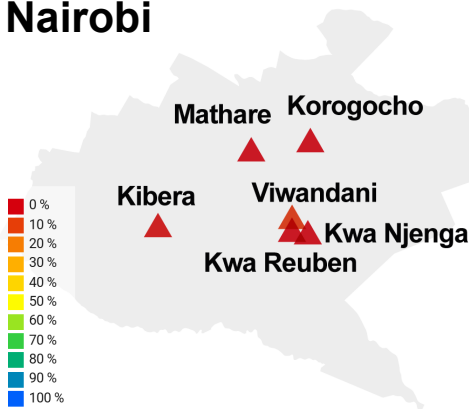 Nairobi
Mathare
Korogocho
Kibera
Viwandani
Kwa Njenga
Kwa Reuben
0 %
10 %
20 %
30 %
40 %
50 %
60 %
70 %
80 %
90 %
100 %